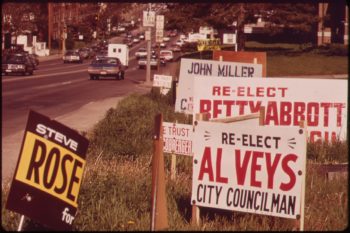 JOHN MILLER
RE-ELECT
BETTY ABBOTT
RE-ELECT
AL VEYS
CITY COUNCILMAN
TRUST
STEVE
ROSE
for